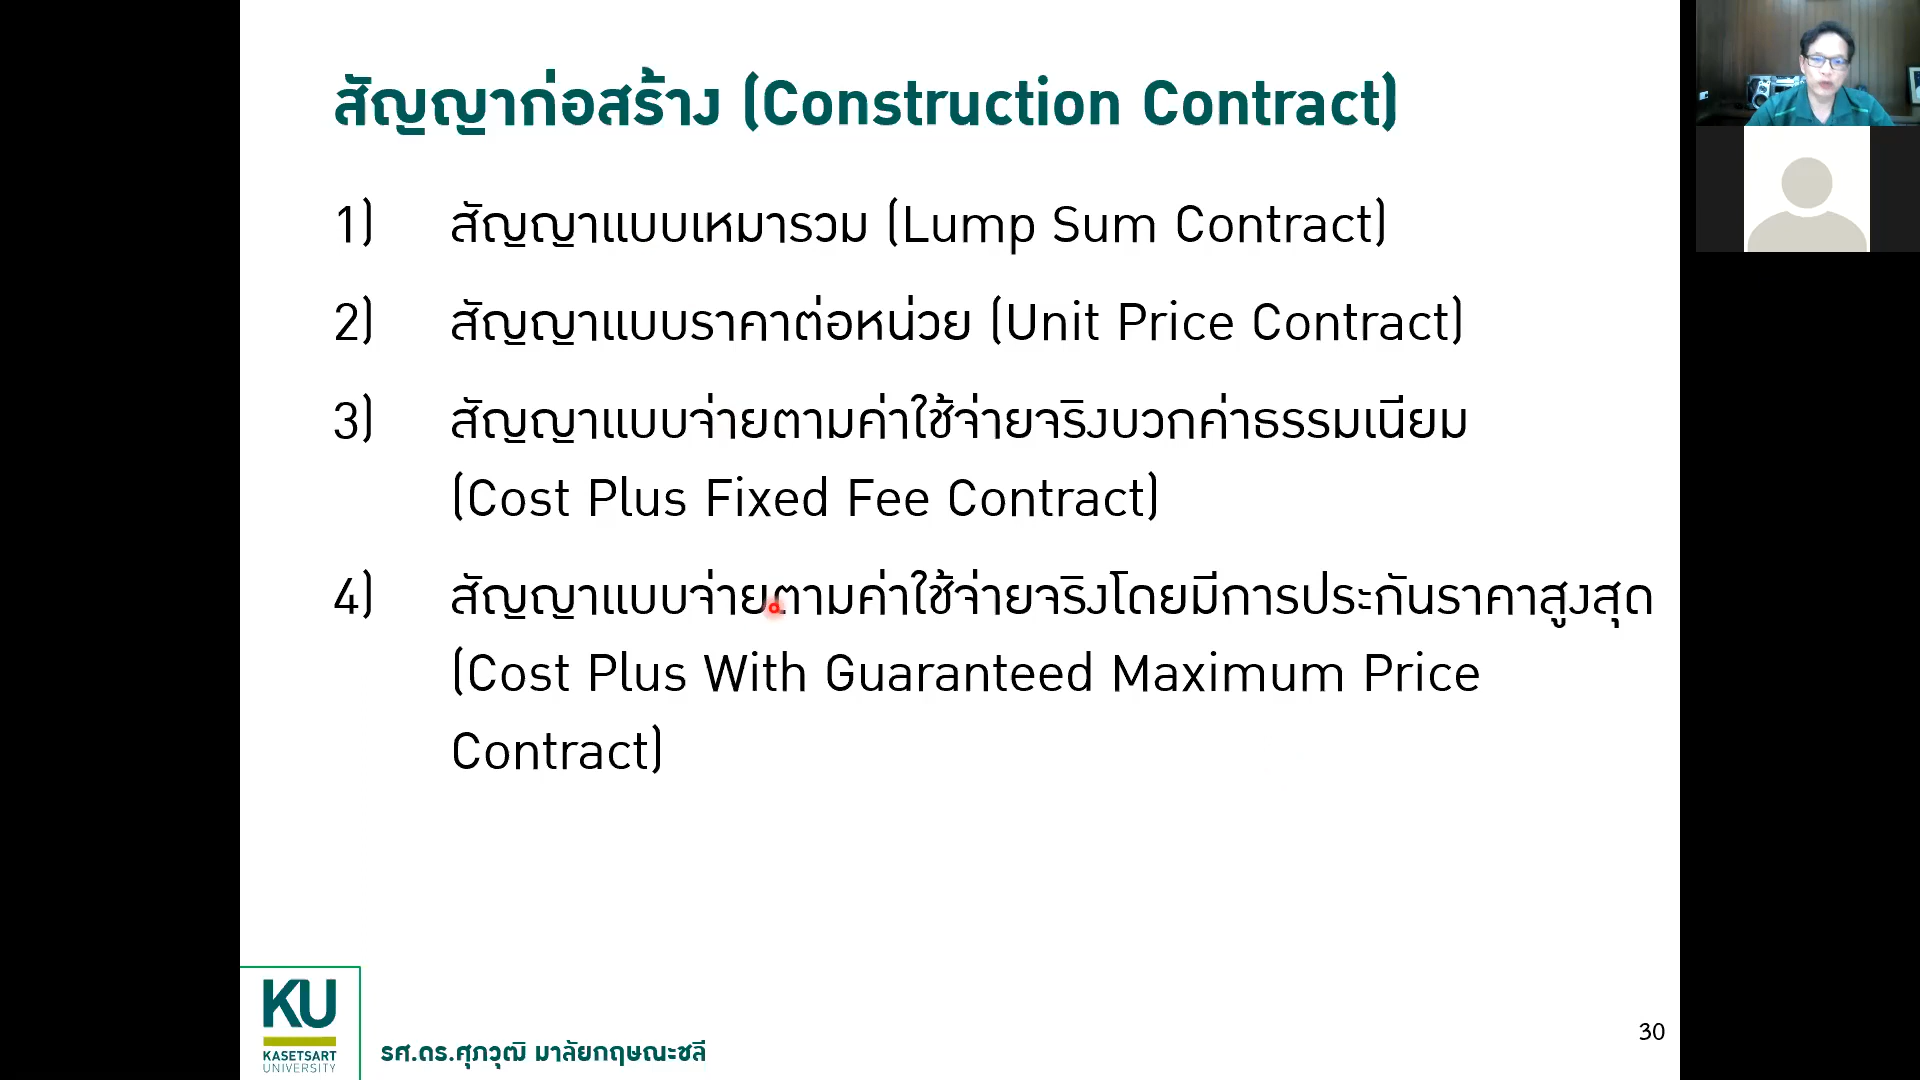 สัญญาก่อสร้าง (Construction Contract)
1) สัญญาแบบเหมารวม (Lump Sum Contract)
2) สัญญาแบบราคาต่อหน่วย (Unit Price Contract)
3) สัญญาแบบจ่ายตามค่าใช้จ่ายจริงบวกค่าธรรมเนียม
(Cost Plus Fixed Fee Contract)
4) สัญญาแบบจ่ายตามค่าใช้จ่ายจริงโดยมีการประกันราคาสูงสุด
(Cost Plus With Guaranteed Maximum Price
Contract)
KU
KASETSART
UNIVERSITY
รศ.ดร.ศุภวุฒิ มาลัยกฤษณะชลี
30